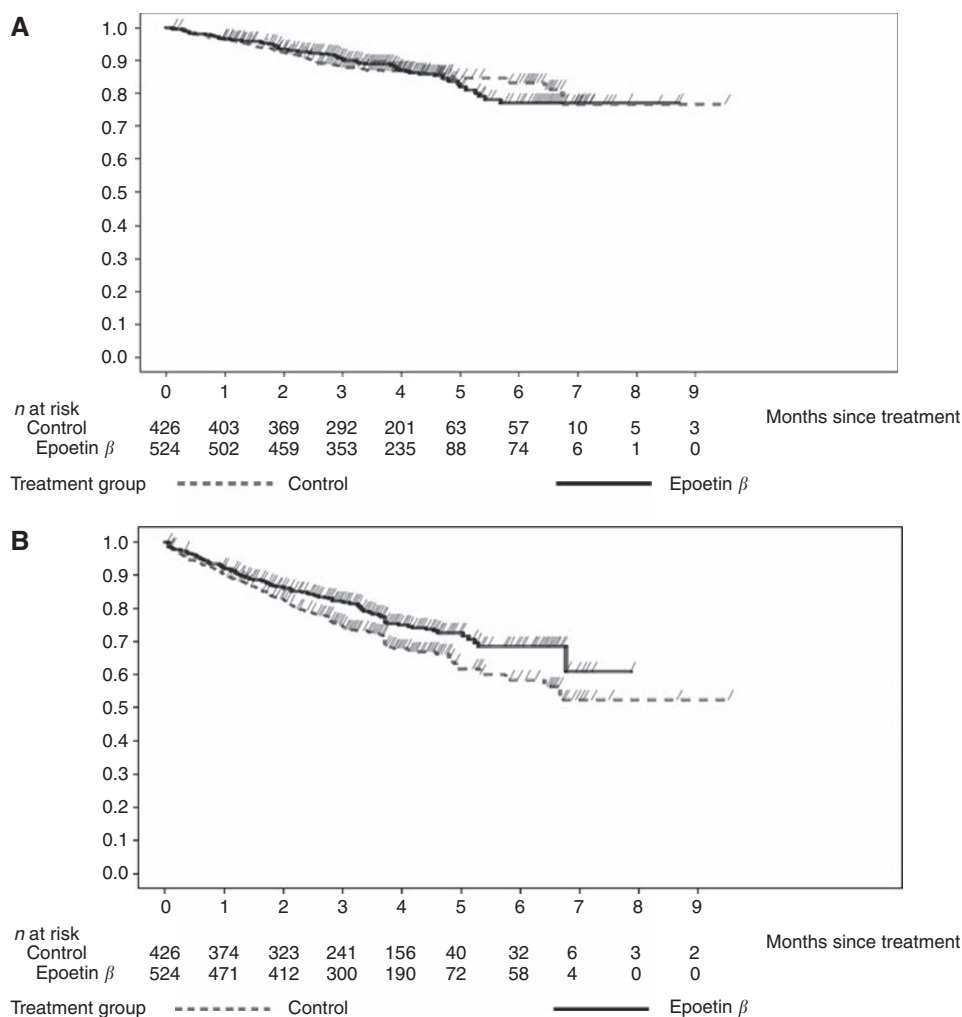 A
1.0
0.9
0.8
0.7
0.6
0.5
0.4
0.3
0.2
0.1
0.0
0 1 2 3 4 5 6 7 8 9
n at risk
Months since treatment
Control 426 403 369 292 201 63 57 10 5 3
Epoetin β 524 502 459 353 235 88 74 6 1 0
Treatment group Control Epoetin β
B
1.0
0.9
0.8
0.7
0.6
0.5
0.4
0.3
0.2
0.1
0.0
0 1 2 3 4 5 6 7 8 9
n at risk
Months since treatment
Control 426 374 323 241 156 40 32 6 3 2
Epoetin β 524 471 412 300 190 72 58 4 0 0
Treatment group Control Epoetin β